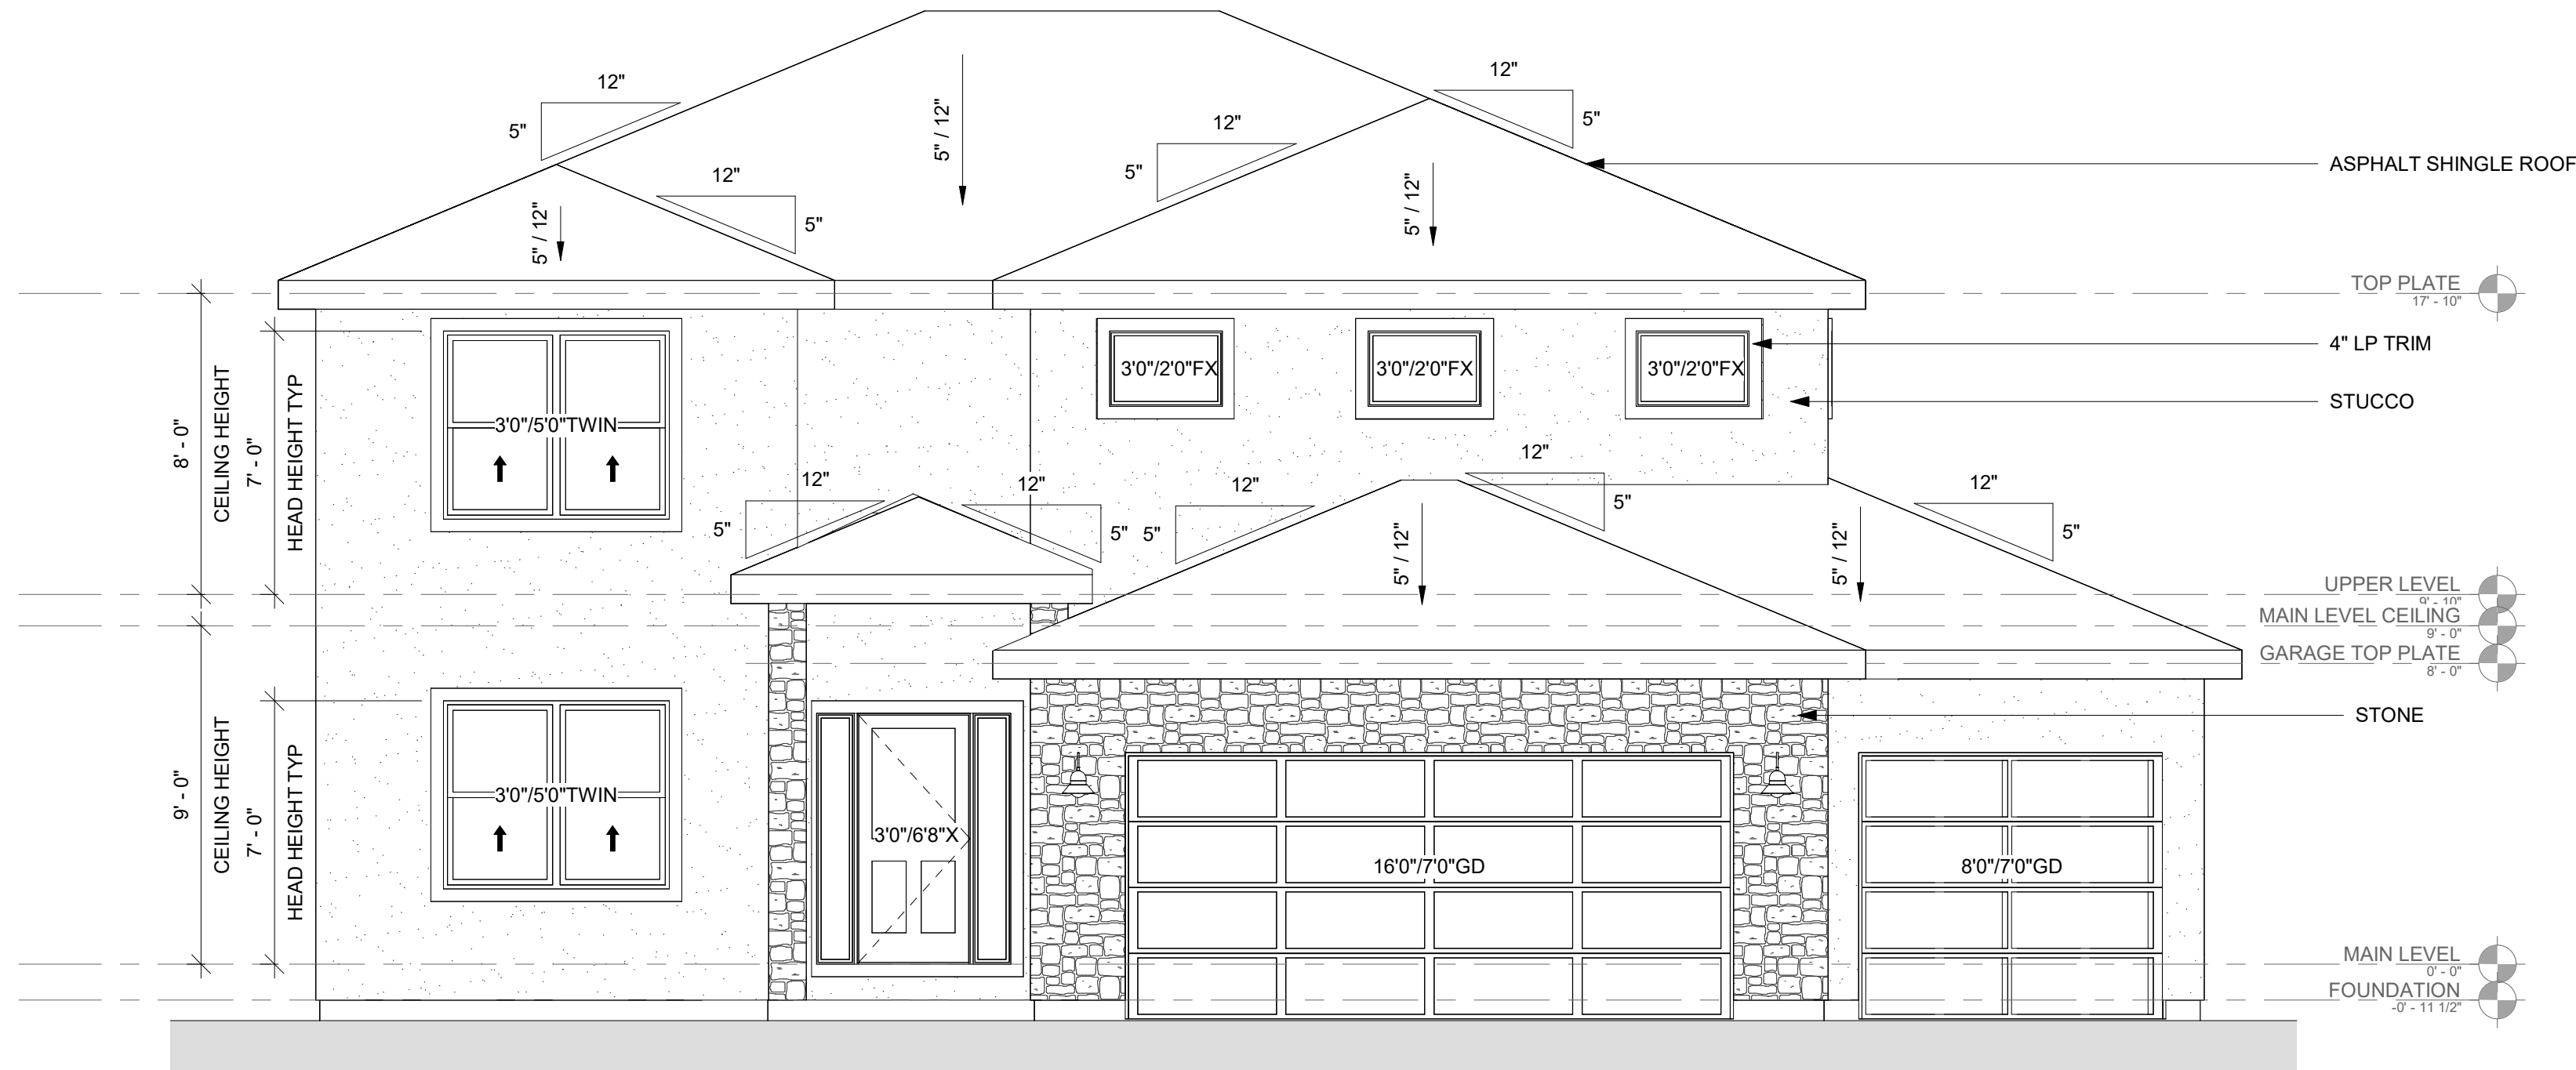 12"
5"
12"
5"
5" / 12"
12"
5"
12"
5"
5" / 12"
12"
5"
5" / 12"
ASPHALT SHINGLE ROOF
TOP PLATE
17' - 10"
4" LP TRIM
STUCCO
3'0"/2'0"FX
3'0"/2'0"FX
3'0"/2'0"FX
8' - 0"
CEILING HEIGHT
7' - 0"
HEAD HEIGHT TYP
3'0"/5'0"TWIN
12"
5"
12"
5"
12"
5"
12"
5"
12"
5"
5" / 12"
5" / 12"
UPPER LEVEL
9' - 10"
MAIN LEVEL CEILING
9' - 0"
GARAGE TOP PLATE
8' - 0"
STONE
9' - 0"
CEILING HEIGHT
7' - 0"
HEAD HEIGHT TYP
3'0"/5'0"TWIN
3'0"/6'8"X
16'0"/7'0"GD
8'0"/7'0"GD
MAIN LEVEL
0' - 0"
FOUNDATION
-0' - 11 1/2"